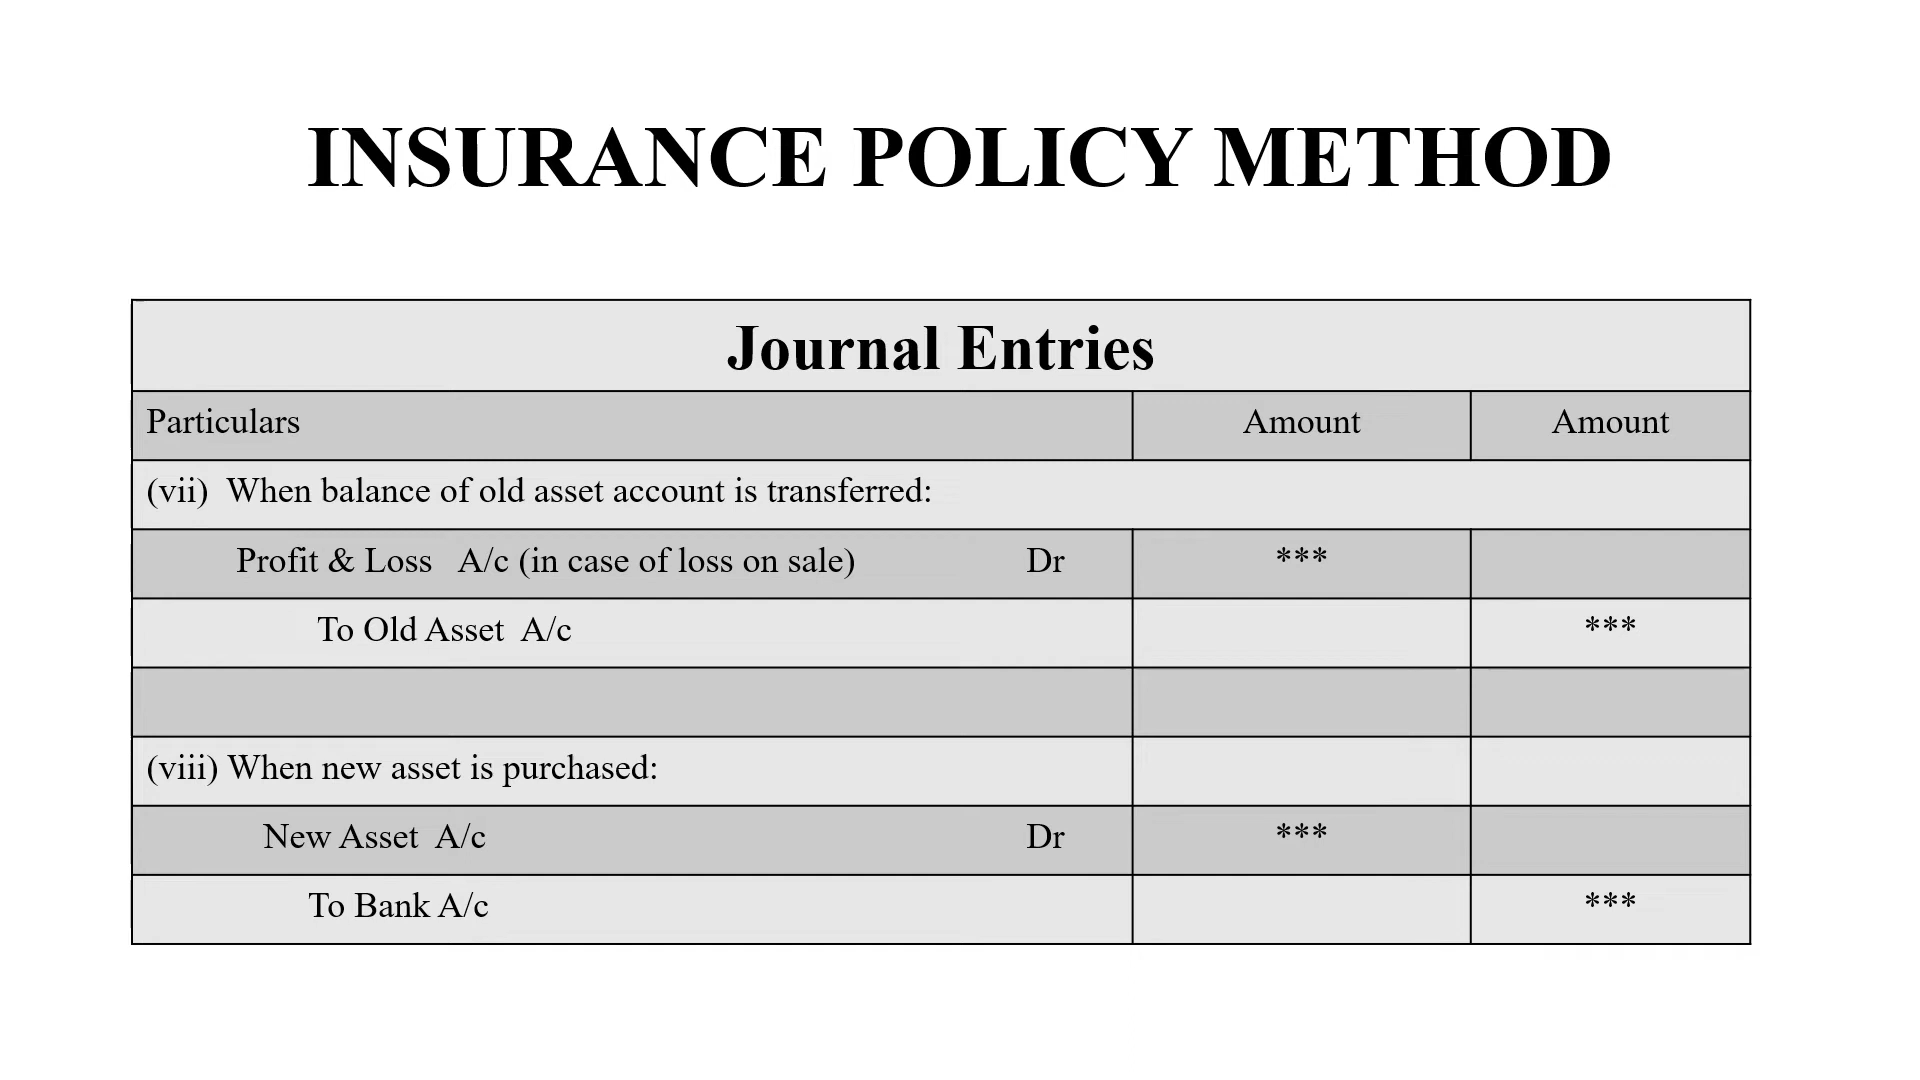 INSURANCE POLICY METHOD
Journal Entries
Particulars Amount Amount
(vii) When balance of old asset account is transferred:
Profit & Loss A/c (in case of loss on sale) Dr ***
To Old Asset A/c ***
(viii) When new asset is purchased:
New Asset A/c Dr ***
To Bank A/c ***